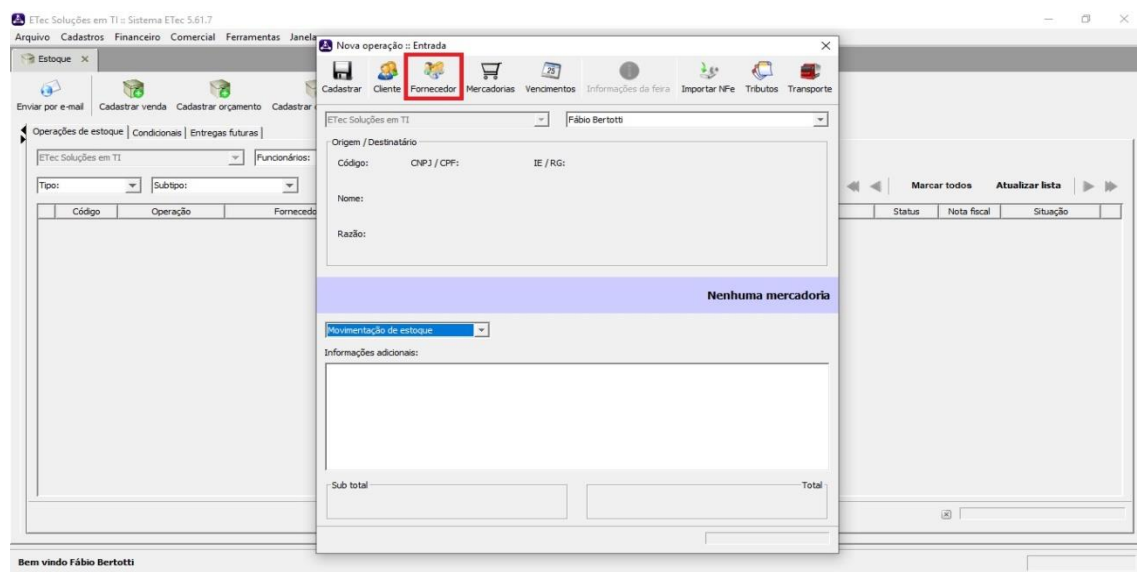 ETec Soluções em TI :: Sistema ETec 5.61.7
Arquivo Cadastros Financeiro Comercial Ferramentas Janela
Estoque
Enviar por e-mail Cadastrar venda Cadastrar orçamento Cadastrar
Operações de estoque Condicionais Entregas futuras
ETec Soluções em TI Funcionários:
Tipo: Subtipo: Marcar todos Atualizar lista
Código Operação Fornecedo Status Nota fiscal Situação
Nova operação :: Entrada
Cadastrar Cliente Fornecedor Mercadorias Vencimentos Informações da feira Importar NFe Tributos Transporte
ETec Soluções em TI Fábio Bertotti
Origem / Destinatário
Código: CNPJ / CPF: IE / RG:
Nome:
Razão:
Nenhuma mercadoria
Movimentação de estoque
Informações adicionais:
Sub total Total
Bem vindo Fábio Bertotti